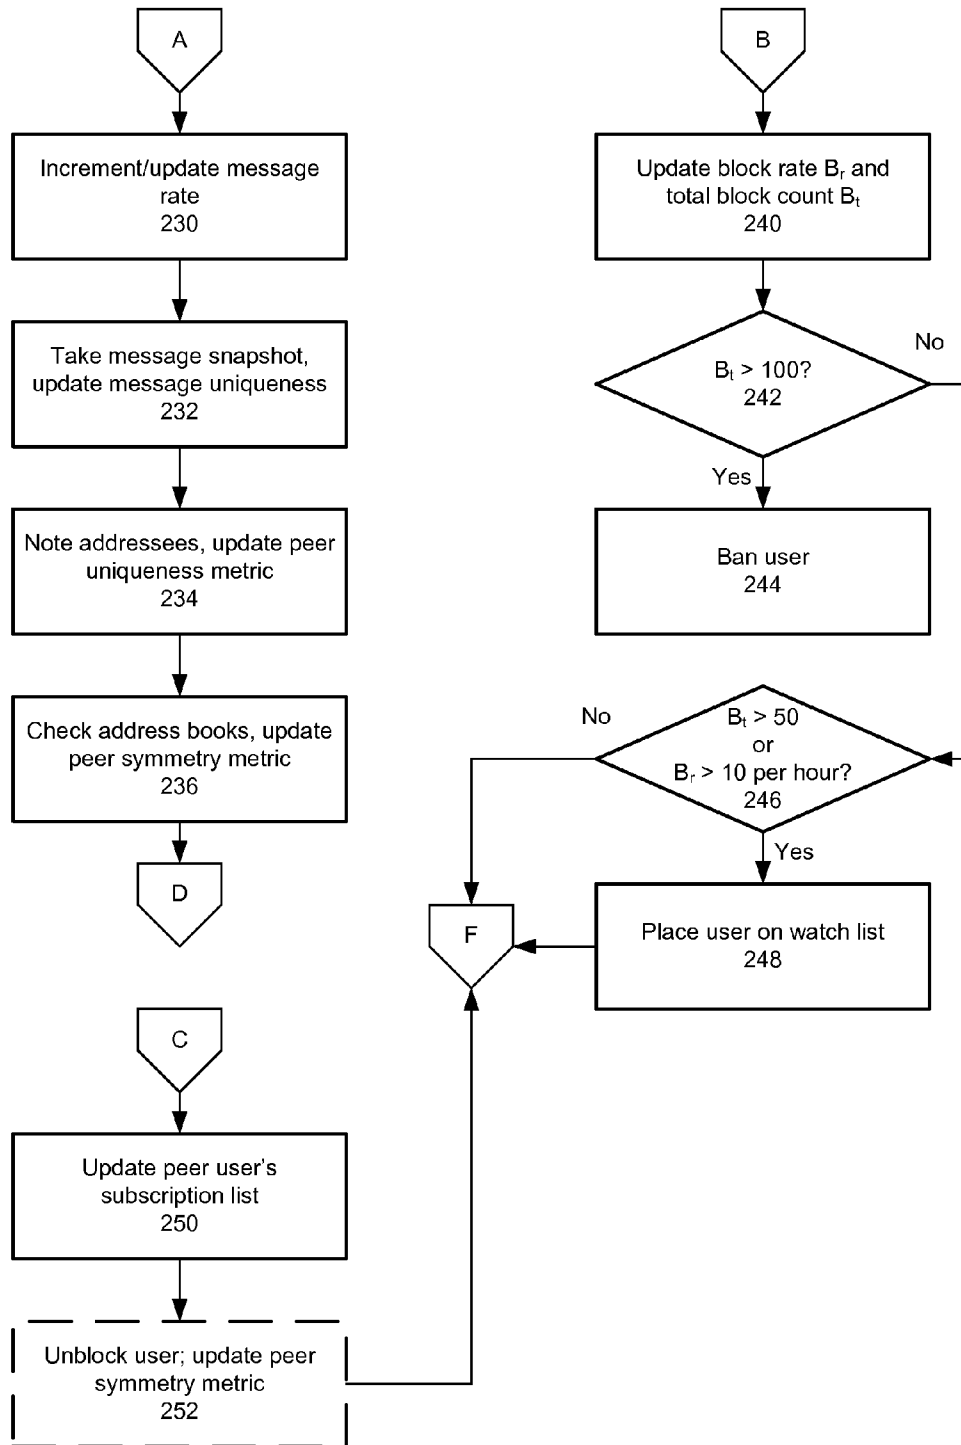 A
Increment/update message
rate
230
Take message snapshot,
update message uniqueness
232
Note addressees, update peer
uniqueness metric
234
Check address books, update
peer symmetry metric
236
D
B
Update block rate Br and
total block count Bt
240
Bt > 100?
242
No
Yes
Ban user
244
Bt > 50
or
Br > 10 per hour?
246
No
Yes
Place user on watch list
248
F
C
Update peer user's
subscription list
250
Unblock user; update peer
symmetry metric
252